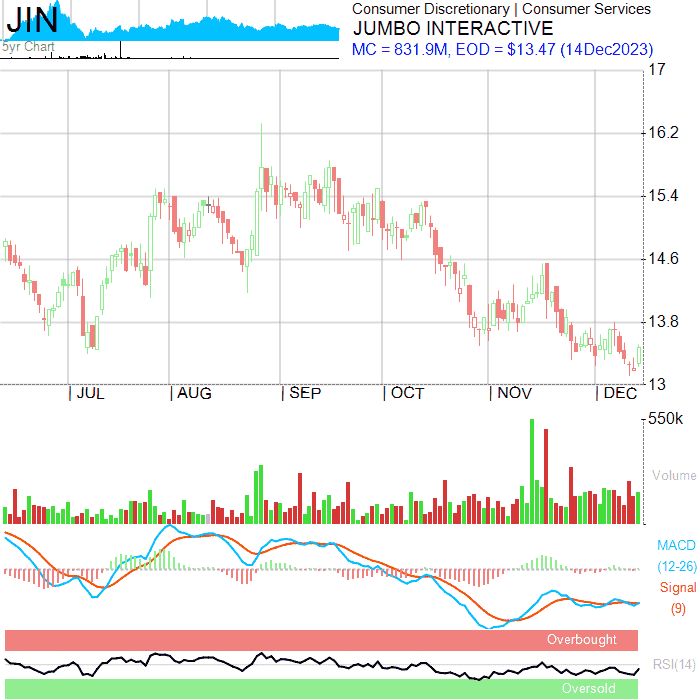 JIN
5yr Chart
Consumer Discretionary | Consumer Services
JUMBO INTERACTIVE
MC = 831.9M, EOD = $13.47 (14Dec2023)
17
16.2
15.4
14.6
13.8
13
JUL AUG SEP OCT NOV DEC
550k
Volume
MACD
(12-26)
Signal
(9)
Overbought
RSI(14)
Oversold